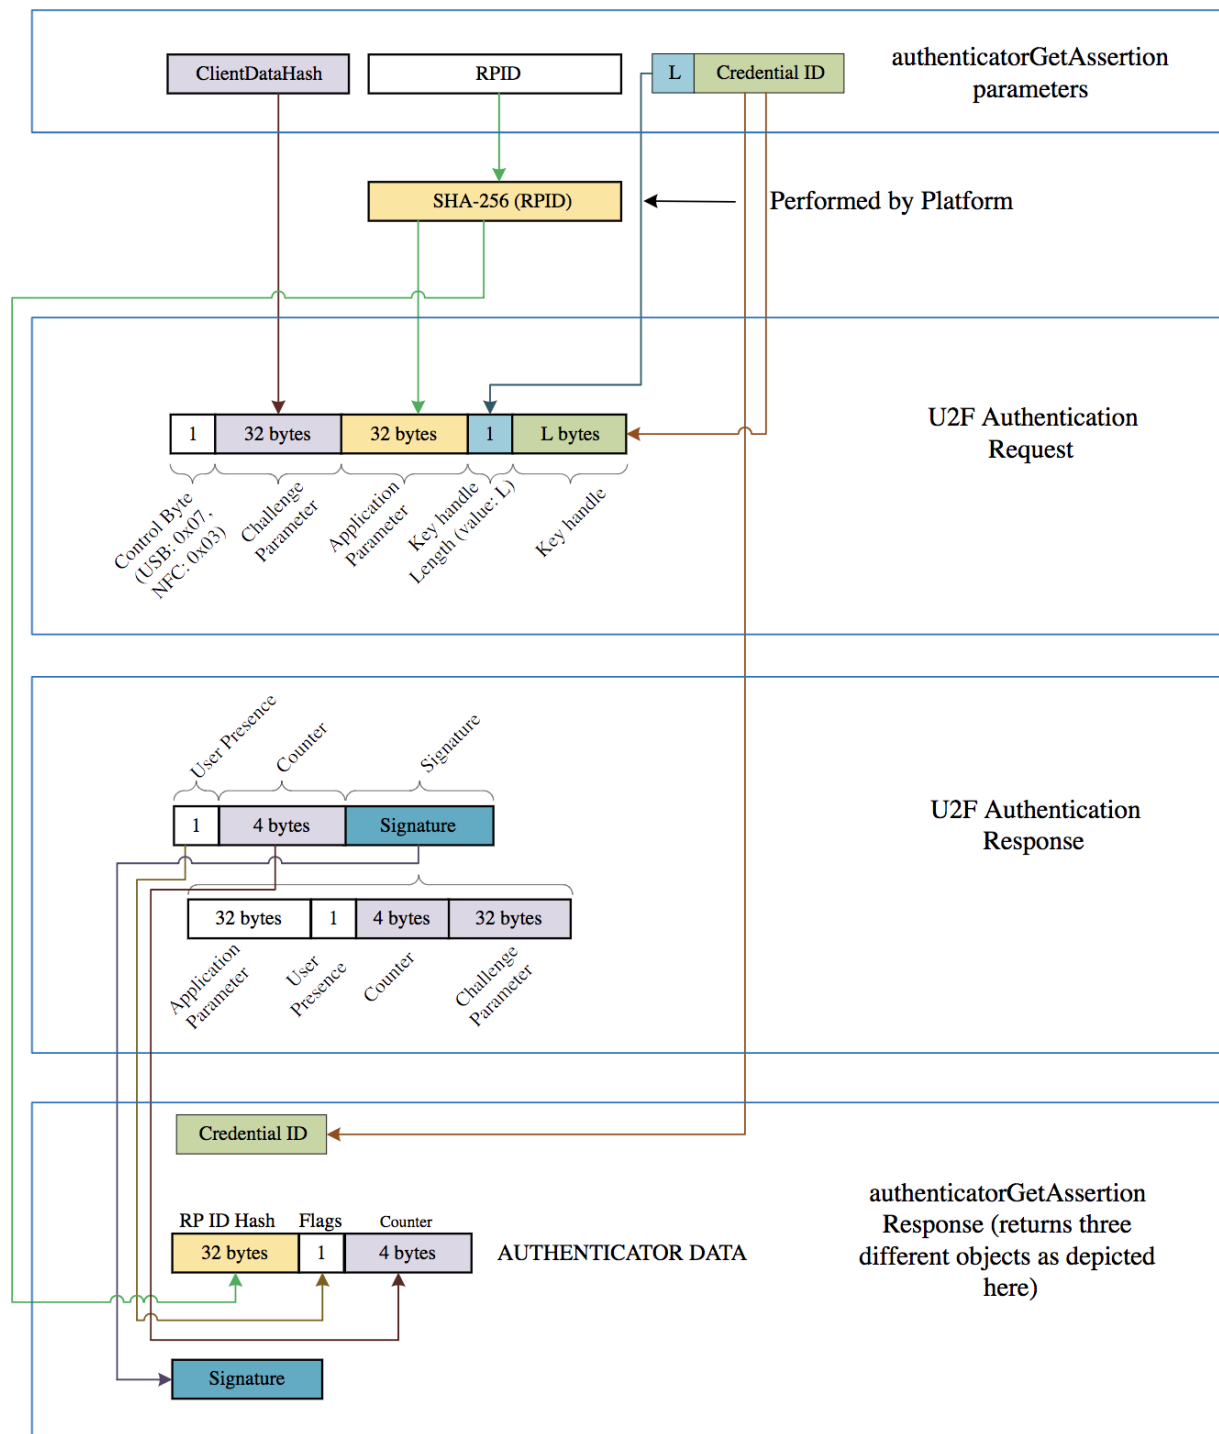 ClientDataHash
RPID
L
Credential ID
authenticatorGetAssertion
parameters
SHA-256 (RPID)
Performed by Platform
1
32 bytes
32 bytes
1
L bytes
U2F Authentication
Request
Control Byte
(USB: 0x07,
NFC: 0x03)
Challenge
Parameter
Application
Parameter
Key handle
Length (value: L)
Key handle
User Presence
Counter
Signature
1
4 bytes
Signature
U2F Authentication
Response
32 bytes
1
4 bytes
32 bytes
Application
Parameter
User
Presence
Counter
Challenge
Parameter
Credential ID
authenticatorGetAssertion
Response (returns three
different objects as depicted
here)
RP ID Hash
Flags
Counter
32 bytes
1
4 bytes
AUTHENTICATOR DATA
Signature